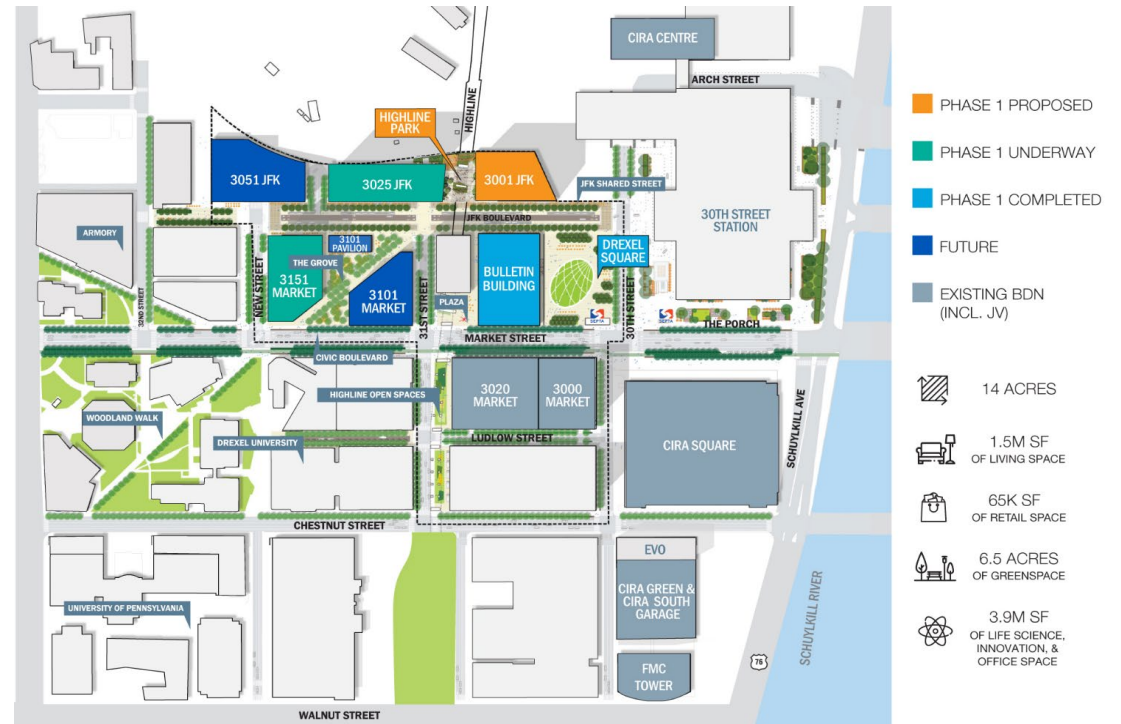 CIRA CENTRE
ARCH STREET
HIGHLINE
HIGHLINE
PARK
3051 JFK
3025 JFK
3001 JFK
JFK SHARED STREET
JFK BOULEVARD
30TH STREET
STATION
ARMORY
3101
PAVILION
THE GROVE
3151
MARKET
3101
MARKET
NEW STREET
32ND STREET
31ST STREET
PLAZA
BULLETIN
BUILDING
DREXEL
SQUARE
30TH STREET
SEPTA
SEPTA
THE PORCH
MARKET STREET
CIVIC BOULEVARD
HIGHLINE OPEN SPACES
3020
MARKET
3000
MARKET
WOODLAND WALK
DREXEL UNIVERSITY
LUDLOW STREET
CIRA SQUARE
SCHUYLKILL AVE
CHESTNUT STREET
EVO
CIRA GREEN &
CIRA SOUTH
GARAGE
UNIVERSITY OF PENNSYLVANIA
FMC
TOWER
76
SCHUYLKILL RIVER
WALNUT STREET
PHASE 1 PROPOSED
PHASE 1 UNDERWAY
PHASE 1 COMPLETED
FUTURE
EXISTING BDN
(INCL. JV)
14 ACRES
1.5M SF
OF LIVING SPACE
65K SF
OF RETAIL SPACE
6.5 ACRES
OF GREENSPACE
3.9M SF
OF LIFE SCIENCE,
INNOVATION, &
OFFICE SPACE